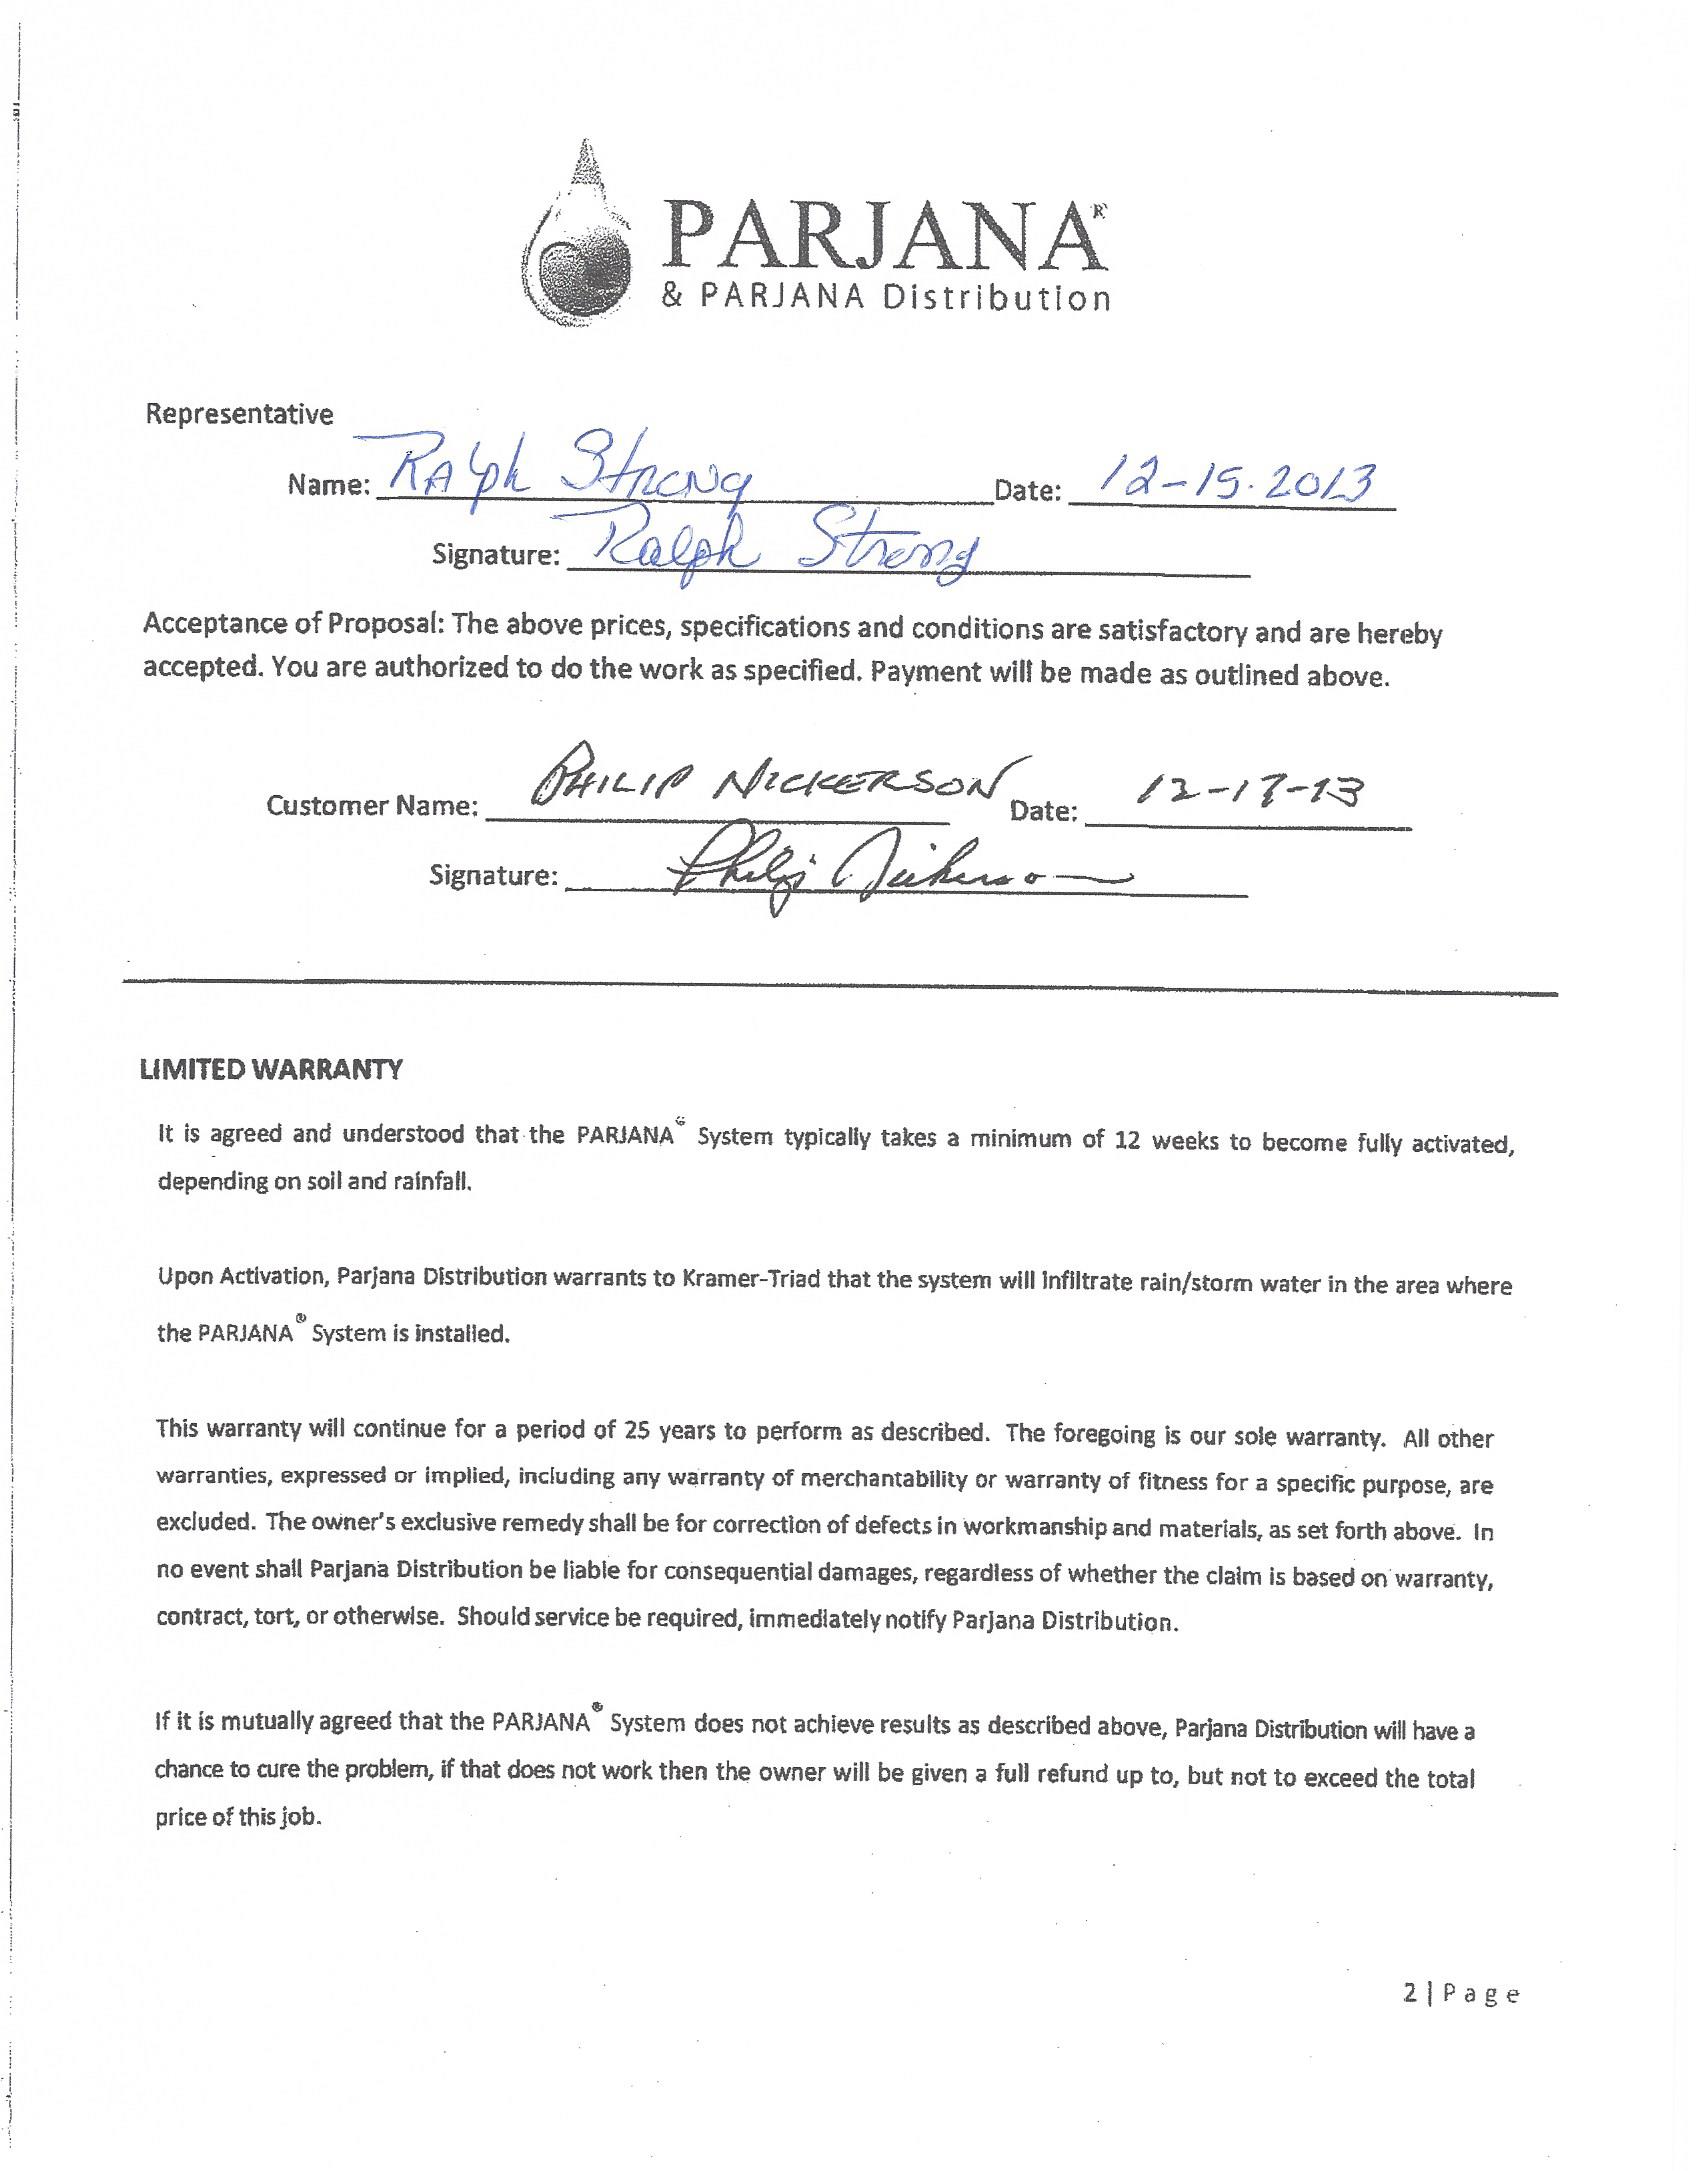 PARJANA®
& PARJANA Distribution
Representative
Name: RAlph Strong Date: 12-15.2013
Signature: Ralph Strong
Acceptance of Proposal: The above prices, specifications and conditions are satisfactory and are hereby
accepted. You are authorized to do the work as specified. Payment will be made as outlined above.
Customer Name: PHILIP NICKERSON Date: 12-17-13
Signature: Philip Nickerson
LIMITED WARRANTY
It is agreed and understood that the PARJANA® System typically takes a minimum of 12 weeks to become fully activated,
depending on soil and rainfall.
Upon Activation, Parjana Distribution warrants to Kramer-Triad that the system will infiltrate rain/storm water in the area where
the PARJANA® System is installed.
This warranty will continue for a period of 25 years to perform as described. The foregoing is our sole warranty. All other
warranties, expressed or implied, including any warranty of merchantability or warranty of fitness for a specific purpose, are
excluded. The owner's exclusive remedy shall be for correction of defects in workmanship and materials, as set forth above. In
no event shall Parjana Distribution be liable for consequential damages, regardless of whether the claim is based on warranty,
contract, tort, or otherwise. Should service be required, immediately notify Parjana Distribution.
If it is mutually agreed that the PARJANA® System does not achieve results as described above, Parjana Distribution will have a
chance to cure the problem, if that does not work then the owner will be given a full refund up to, but not to exceed the total
price of this job.
2 | Page